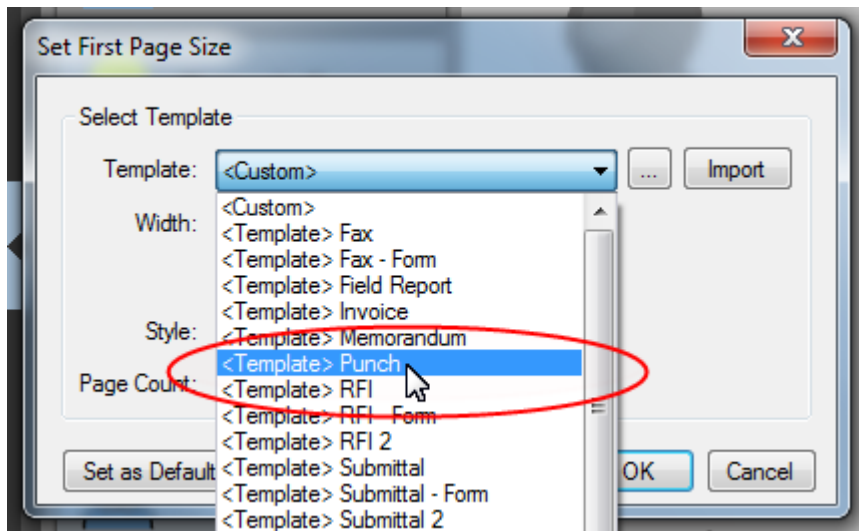 Set First Page Size
Select Template
Template: <Custom> ... Import
<Custom>
Width:
<Template> Fax
<Template> Fax - Form
<Template> Field Report
<Template> Invoice
Style: <Template> Memorandum
<Template> Punch
Page Count: <Template> RFI
<Template> RFI - Form
<Template> RFI 2
Set as Default <Template> Submittal OK Cancel
<Template> Submittal - Form
<Template> Submittal 2